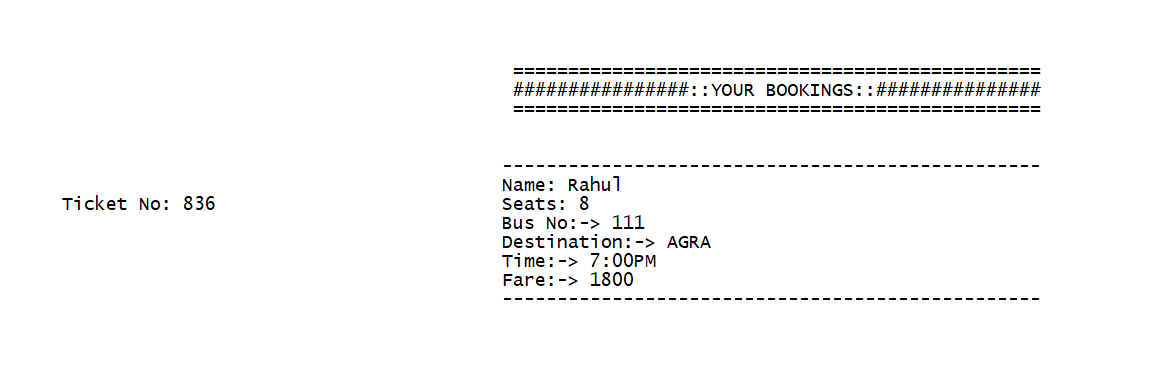 ================================================
################::YOUR BOOKINGS::###############
================================================
-------------------------------------------------
Name: Rahul
Ticket No: 836
Seats: 8
Bus No:-> 111
Destination:-> AGRA
Time:-> 7:00PM
Fare:-> 1800
-------------------------------------------------